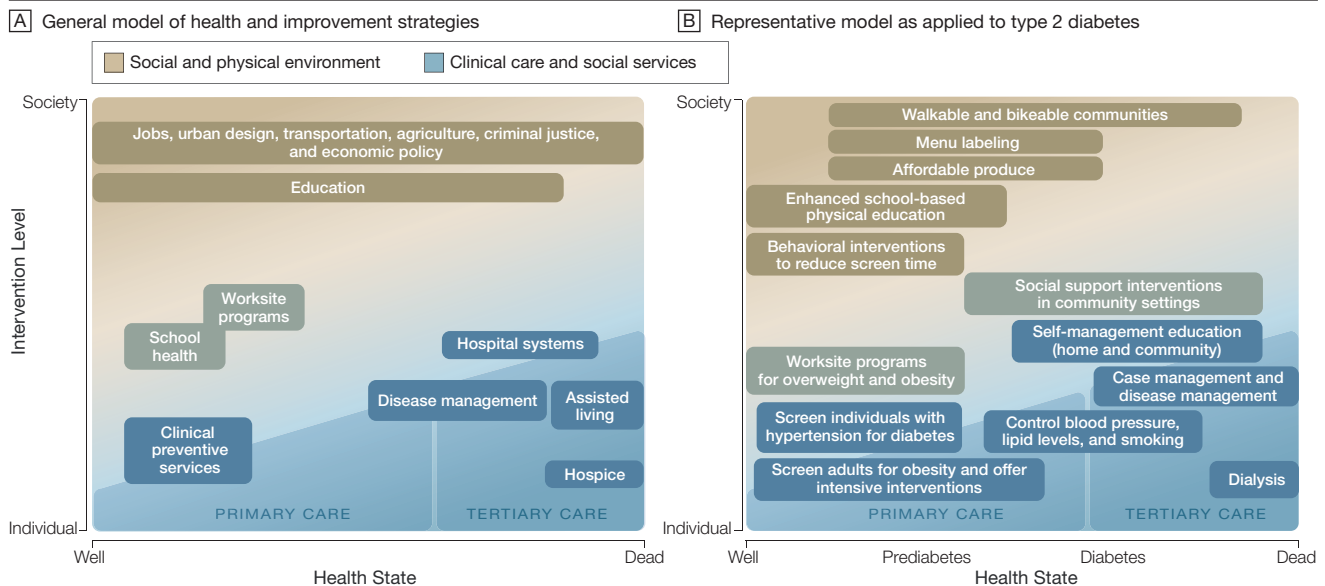 A General model of health and improvement strategies
Social and physical environment
Clinical care and social services
Society
Jobs, urban design, transportation, agriculture, criminal justice,
and economic policy
Education
Worksite
programs
School
health
Hospital systems
Disease management
Assisted
living
Clinical
preventive
services
Hospice
PRIMARY CARE
TERTIARY CARE
Individual
Intervention Level
Well
Dead
Health State
B Representative model as applied to type 2 diabetes
Society
Walkable and bikeable communities
Menu labeling
Affordable produce
Enhanced school-based
physical education
Behavioral interventions
to reduce screen time
Social support interventions
in community settings
Self-management education
(home and community)
Worksite programs
for overweight and obesity
Case management and
disease management
Screen individuals with
hypertension for diabetes
Control blood pressure,
lipid levels, and smoking
Screen adults for obesity and offer
intensive interventions
Dialysis
PRIMARY CARE
TERTIARY CARE
Individual
Well
Prediabetes
Diabetes
Dead
Health State